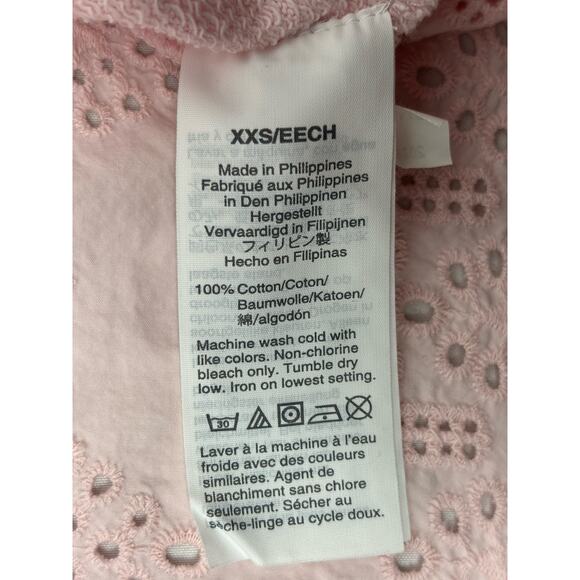 XXS/EECH
Made in Philippines
Fabriqué aux Philippines
in Den Philippinen
Hergestellt
Vervaardigd in Filipijnen
フィリピン製
Hecho en Filipinas
100% Cotton/Coton/
Baumwolle/Katoen/
綿/algodón
Machine wash cold with
like colors. Non-chlorine
bleach only. Tumble dry
low. Iron on lowest setting.
30
Laver à la machine à l'eau
froide avec des couleurs
similaires. Agent de
blanchiment sans chlore
seulement. Sécher au
sèche-linge au cycle doux.